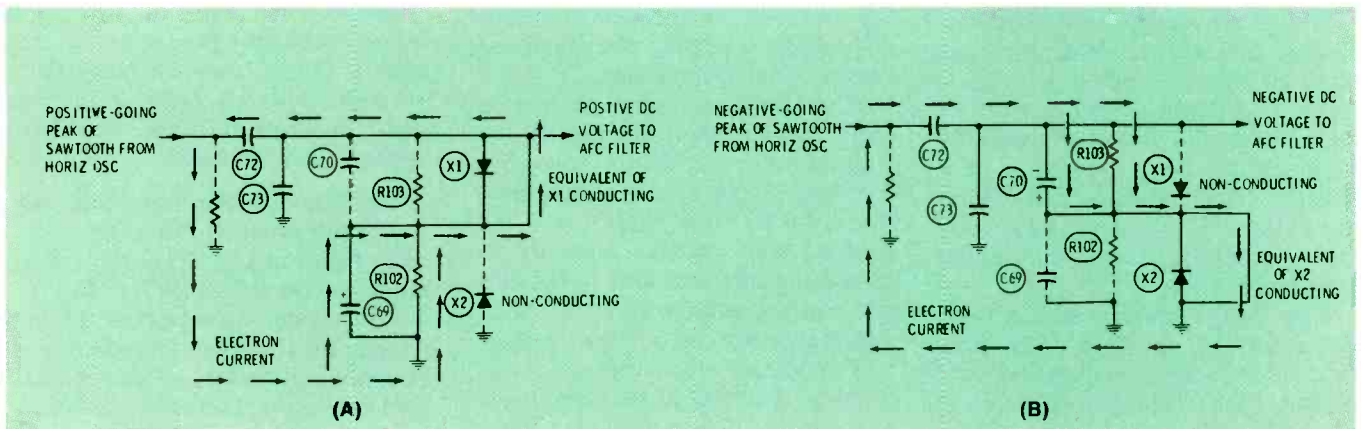 POSITIVE-GOING
PEAK OF
SAWTOOTH FROM
HORIZ OSC
C72
C73
C70
R103
X1
POSTIVE DC
VOLTAGE TO
AFC FILTER
EQUIVALENT OF
X1 CONDUCTING
R102
C69
+
-
X2
NON-CONDUCTING
ELECTRON
CURRENT
(A)
NEGATIVE-GOING
PEAK OF SAWTOOTH
FROM HORIZ OSC
C72
C73
C70
-
+
R103
X1
NEGATIVE DC
VOLTAGE TO
AFC FILTER
NON-CONDUCTING
R102
C69
X2
EQUIVALENT
OF X2
CONDUCTING
ELECTRON
CURRENT
(B)